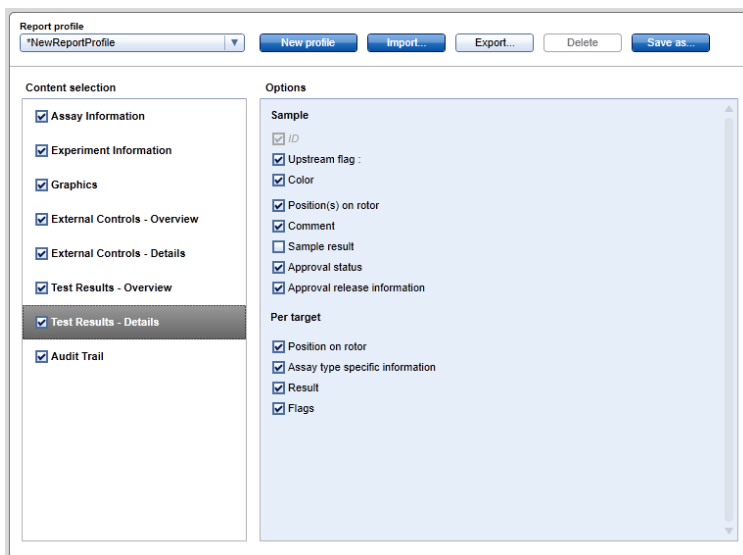 Report profile
*NewReportProfile
New profile
Import...
Export...
Delete
Save as...
Content selection
Assay Information
Experiment Information
Graphics
External Controls - Overview
External Controls - Details
Test Results - Overview
Test Results - Details
Audit Trail
Options
Sample
ID
Upstream flag :
Color
Position(s) on rotor
Comment
Sample result
Approval status
Approval release information
Per target
Position on rotor
Assay type specific information
Result
Flags